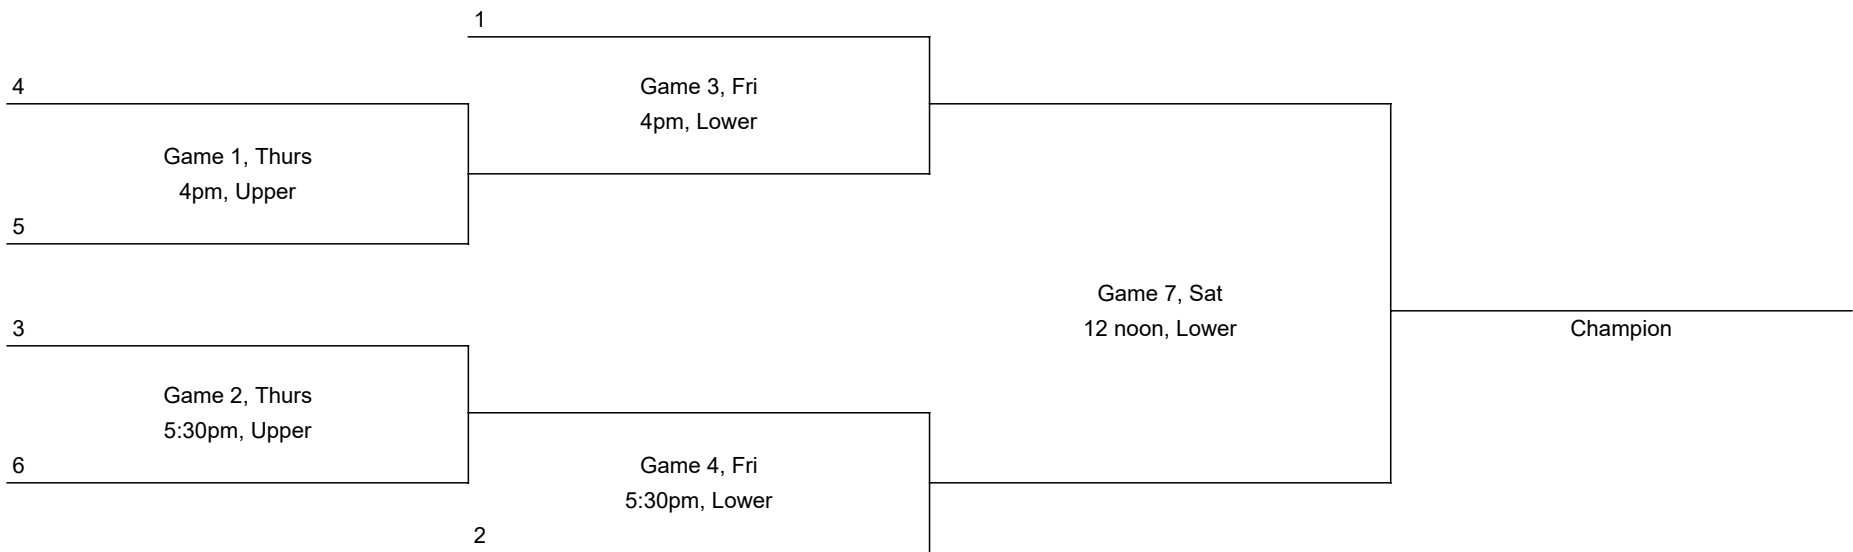 1
4
Game 3, Fri
4pm, Lower
Game 1, Thurs
4pm, Upper
5
Game 7, Sat
12 noon, Lower
3
Champion
Game 2, Thurs
5:30pm, Upper
6
Game 4, Fri
5:30pm, Lower
2